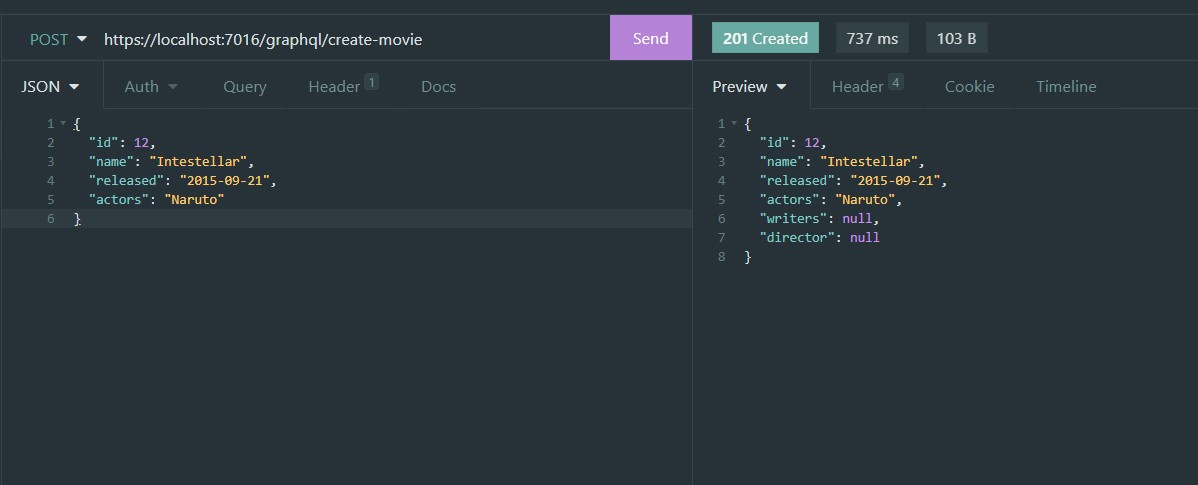 POST https://localhost:7016/graphql/create-movie Send
JSON Auth Query Header 1 Docs
1 {
2 "id": 12,
3 "name": "Intestellar",
4 "released": "2015-09-21",
5 "actors": "Naruto"
6 }
201 Created 737 ms 103 B
Preview Header 4 Cookie Timeline
1 {
2 "id": 12,
3 "name": "Intestellar",
4 "released": "2015-09-21",
5 "actors": "Naruto",
6 "writers": null,
7 "director": null
8 }